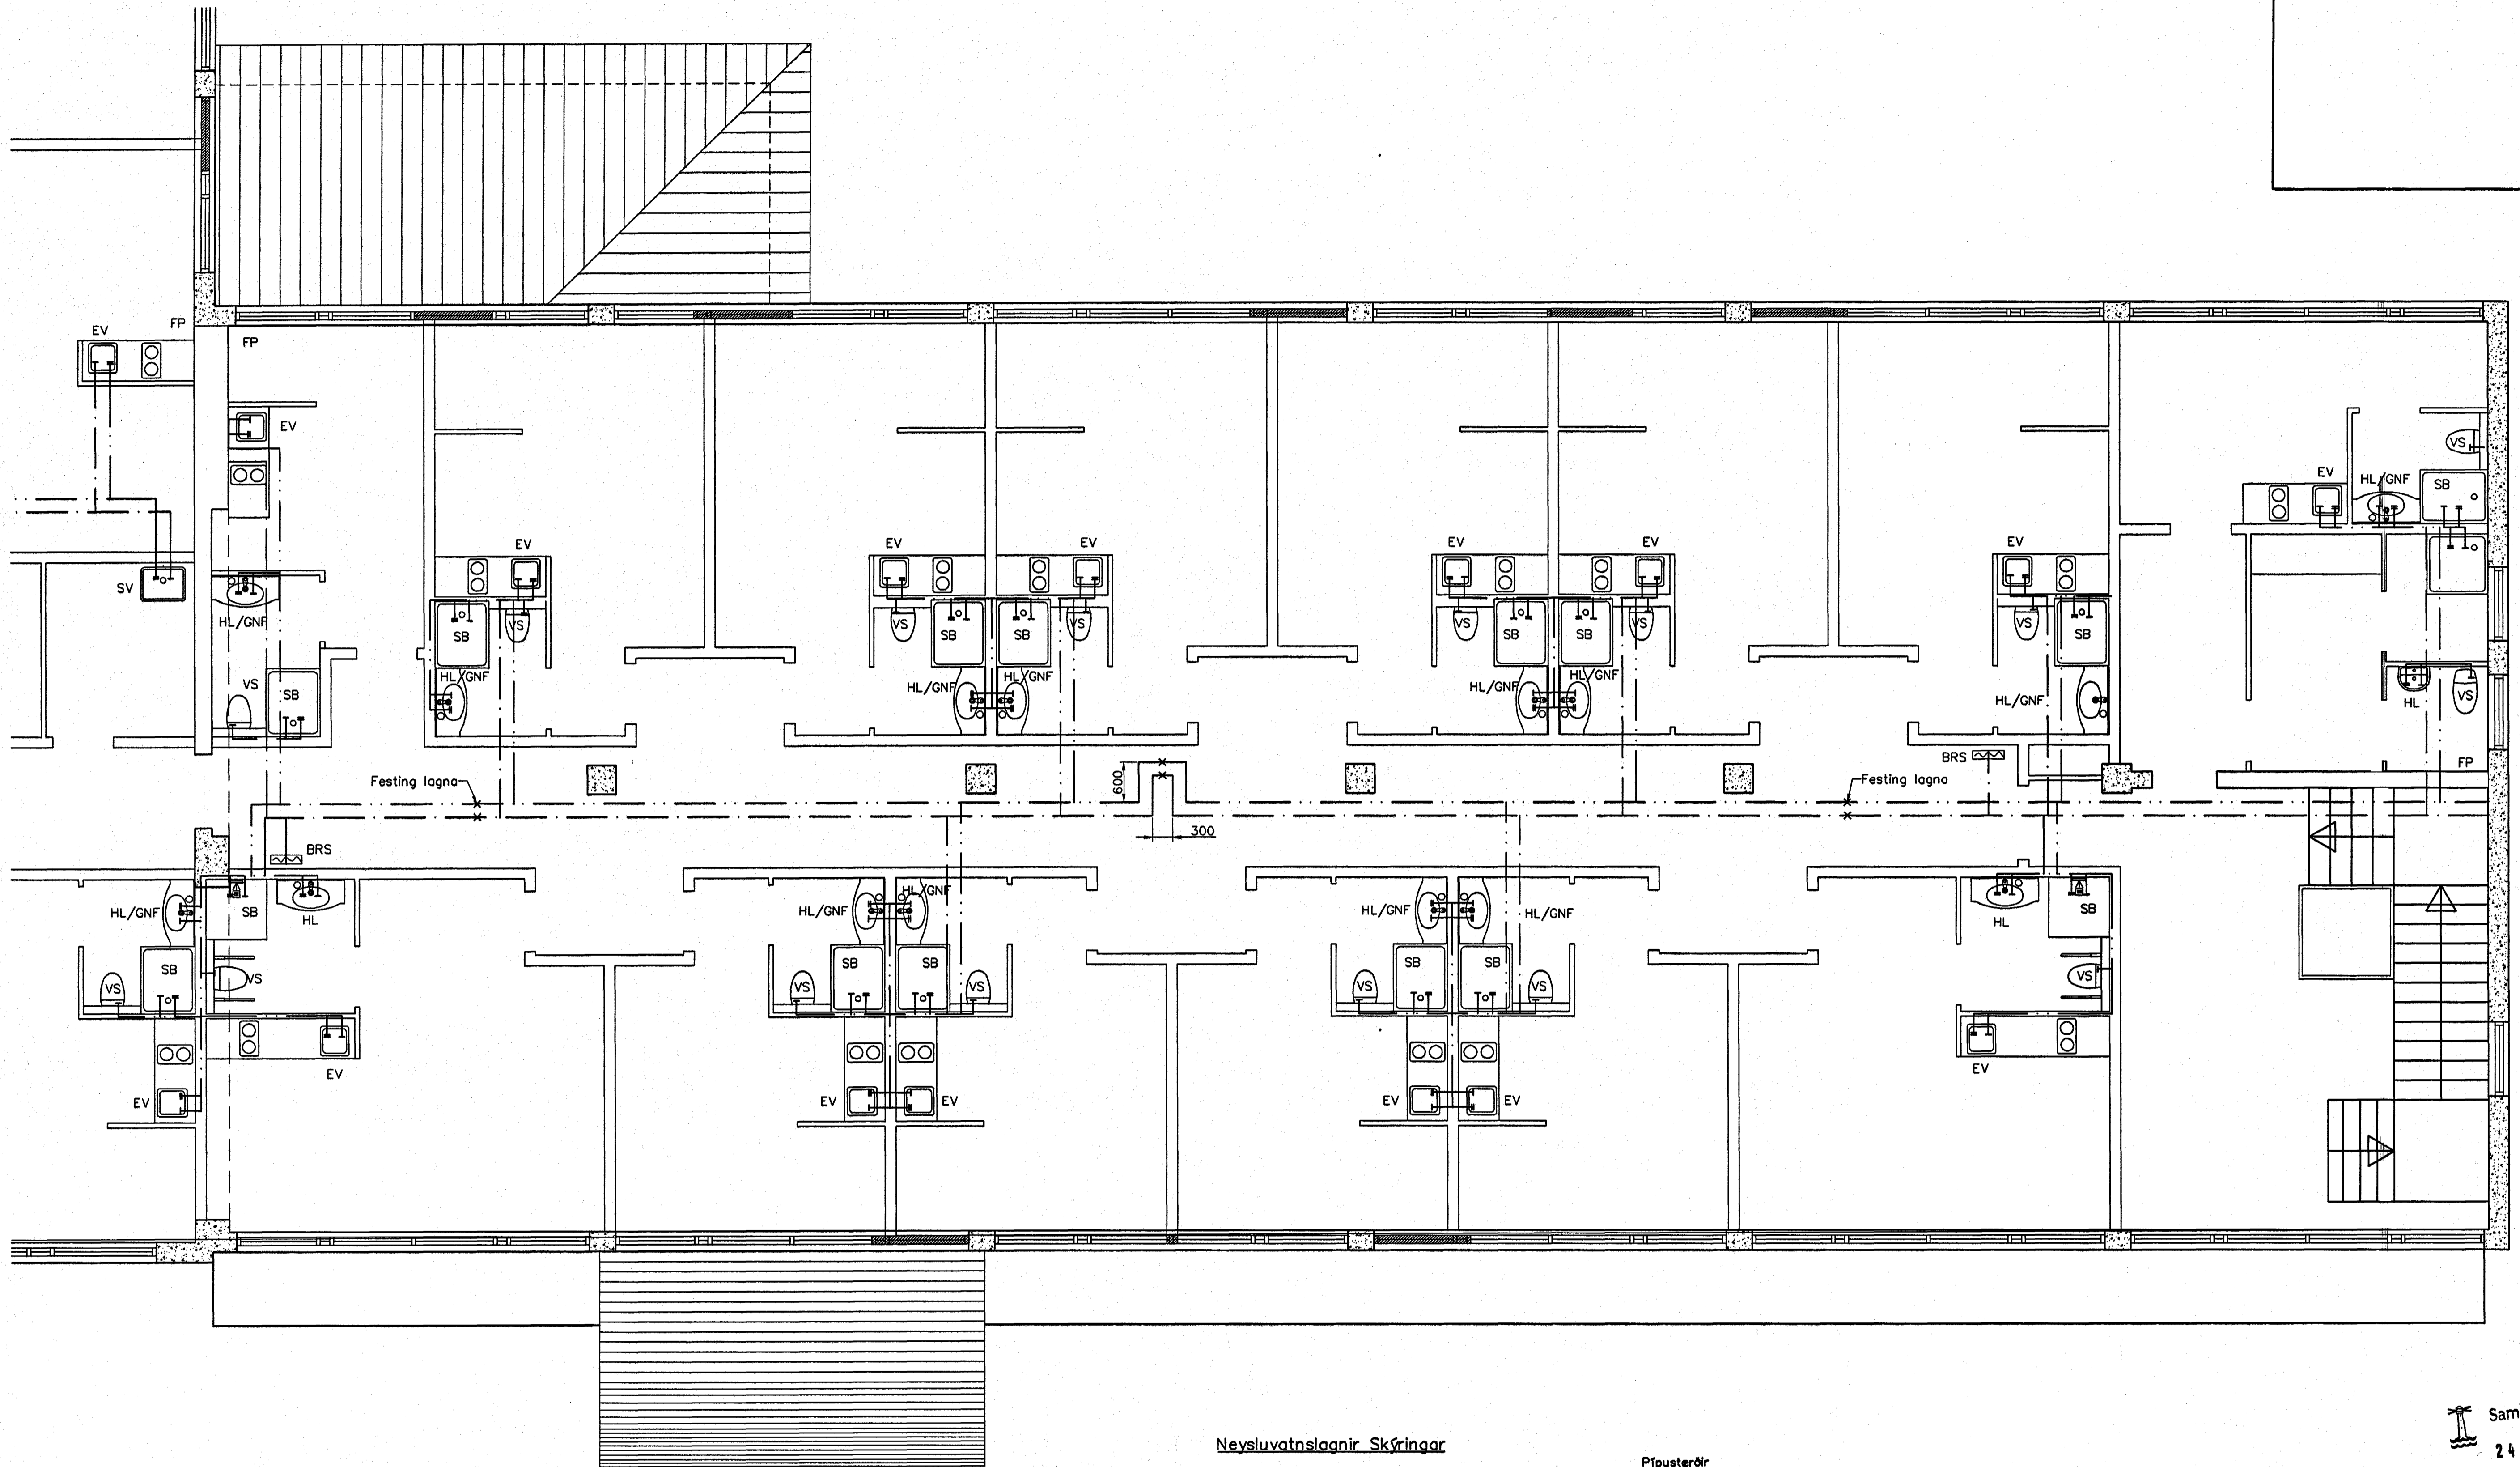 EV
FP
FP
EV
EV
EV
EV
EV
EV
EV
EV
HL/GNF
SB
VS
SV
HL/GNF
VS
SB
SB
VS
HL/GNF
VS
SB
SB
VS
HL/GNF
HL/GNF
VS
SB
SB
VS
HL/GNF
HL/GNF
VS
SB
HL/GNF
HL
VS
BRS
FP
Festing lagna
600
Festing lagna
300
BRS
HL/GNF
SB
HL
HL/GNF
HL/GNF
HL/GNF
HL/GNF
HL
SB
VS
SB
VS
VS
SB
SB
VS
VS
SB
SB
VS
VS
EV
EV
EV
EV
EV
EV
EV
Neysluvatnslagnir Skýringar
Pípustærðir
Sam
24